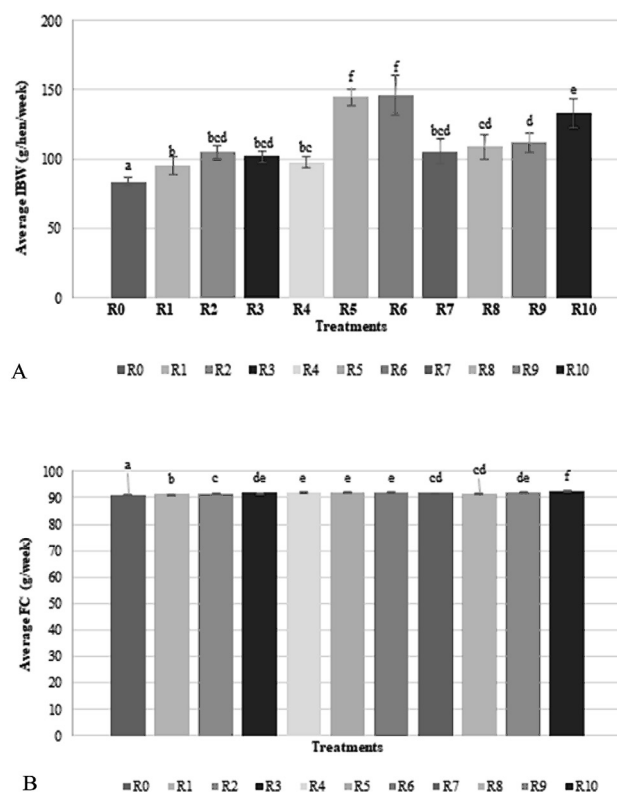 Average IBW (g/hen/week)
200
150
100
50
0
a
b
bcd
bcd
bc
f
f
bcd
cd
d
e
R0 R1 R2 R3 R4 R5 R6 R7 R8 R9 R10
Treatments
A
R0 R1 R2 R3 R4 R5 R6 R7 R8 R9 R10
Average FC (g/week)
100
90
80
70
60
50
40
30
20
10
0
a b c de e e e cd cd de f
Treatments
B
R0 R1 R2 R3 R4 R5 R6 R7 R8 R9 R10